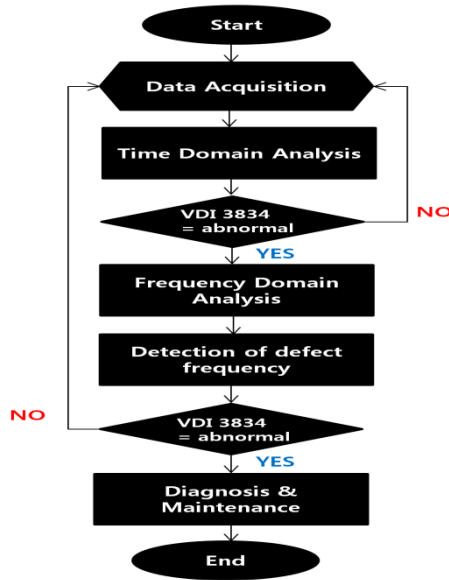 Start
Data Acquisition
Time Domain Analysis
VDI 3834
= abnormal
NO
YES
Frequency Domain
Analysis
Detection of defect
frequency
NO
VDI 3834
= abnormal
YES
Diagnosis &
Maintenance
End